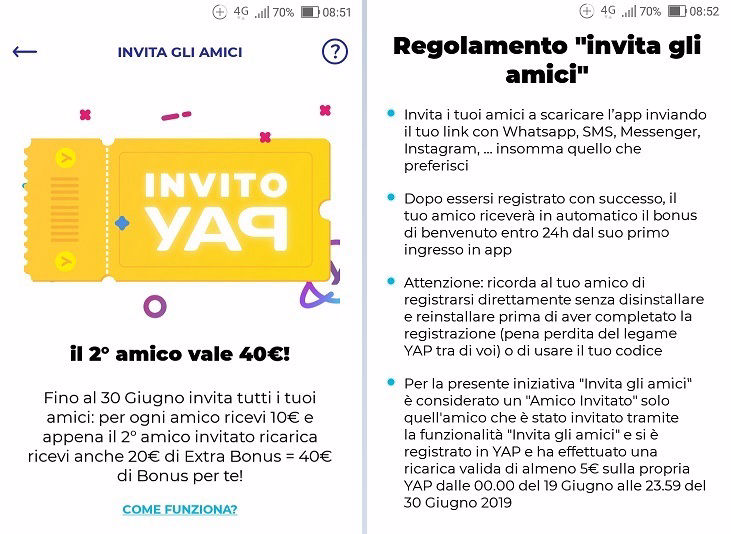 4G 70% 08:51
INVITA GLI AMICI
?
INVITO
YAP
il 2° amico vale 40€!
Fino al 30 Giugno invita tutti i tuoi
amici: per ogni amico ricevi 10€ e
appena il 2° amico invitato ricarica
ricevi anche 20€ di Extra Bonus = 40€
di Bonus per te!
COME FUNZIONA?
4G 70% 08:52
Regolamento "invita gli
amici"
Invita i tuoi amici a scaricare l'app inviando
il tuo link con Whatsapp, SMS, Messenger,
Instagram, ... insomma quello che
preferisci
Dopo essersi registrato con successo, il
tuo amico riceverà in automatico il bonus
di benvenuto entro 24h dal suo primo
ingresso in app
Attenzione: ricorda al tuo amico di
registrarsi direttamente senza disinstallare
e reinstallare prima di aver completato la
registrazione (pena perdita del legame
YAP tra di voi) o di usare il tuo codice
Per la presente iniziativa "Invita gli amici"
è considerato un "Amico Invitato" solo
quell'amico che è stato invitato tramite
la funzionalità "Invita gli amici" e si è
registrato in YAP e ha effettuato una
ricarica valida di almeno 5€ sulla propria
YAP dalle 00.00 del 19 Giugno alle 23.59 del
30 Giugno 2019